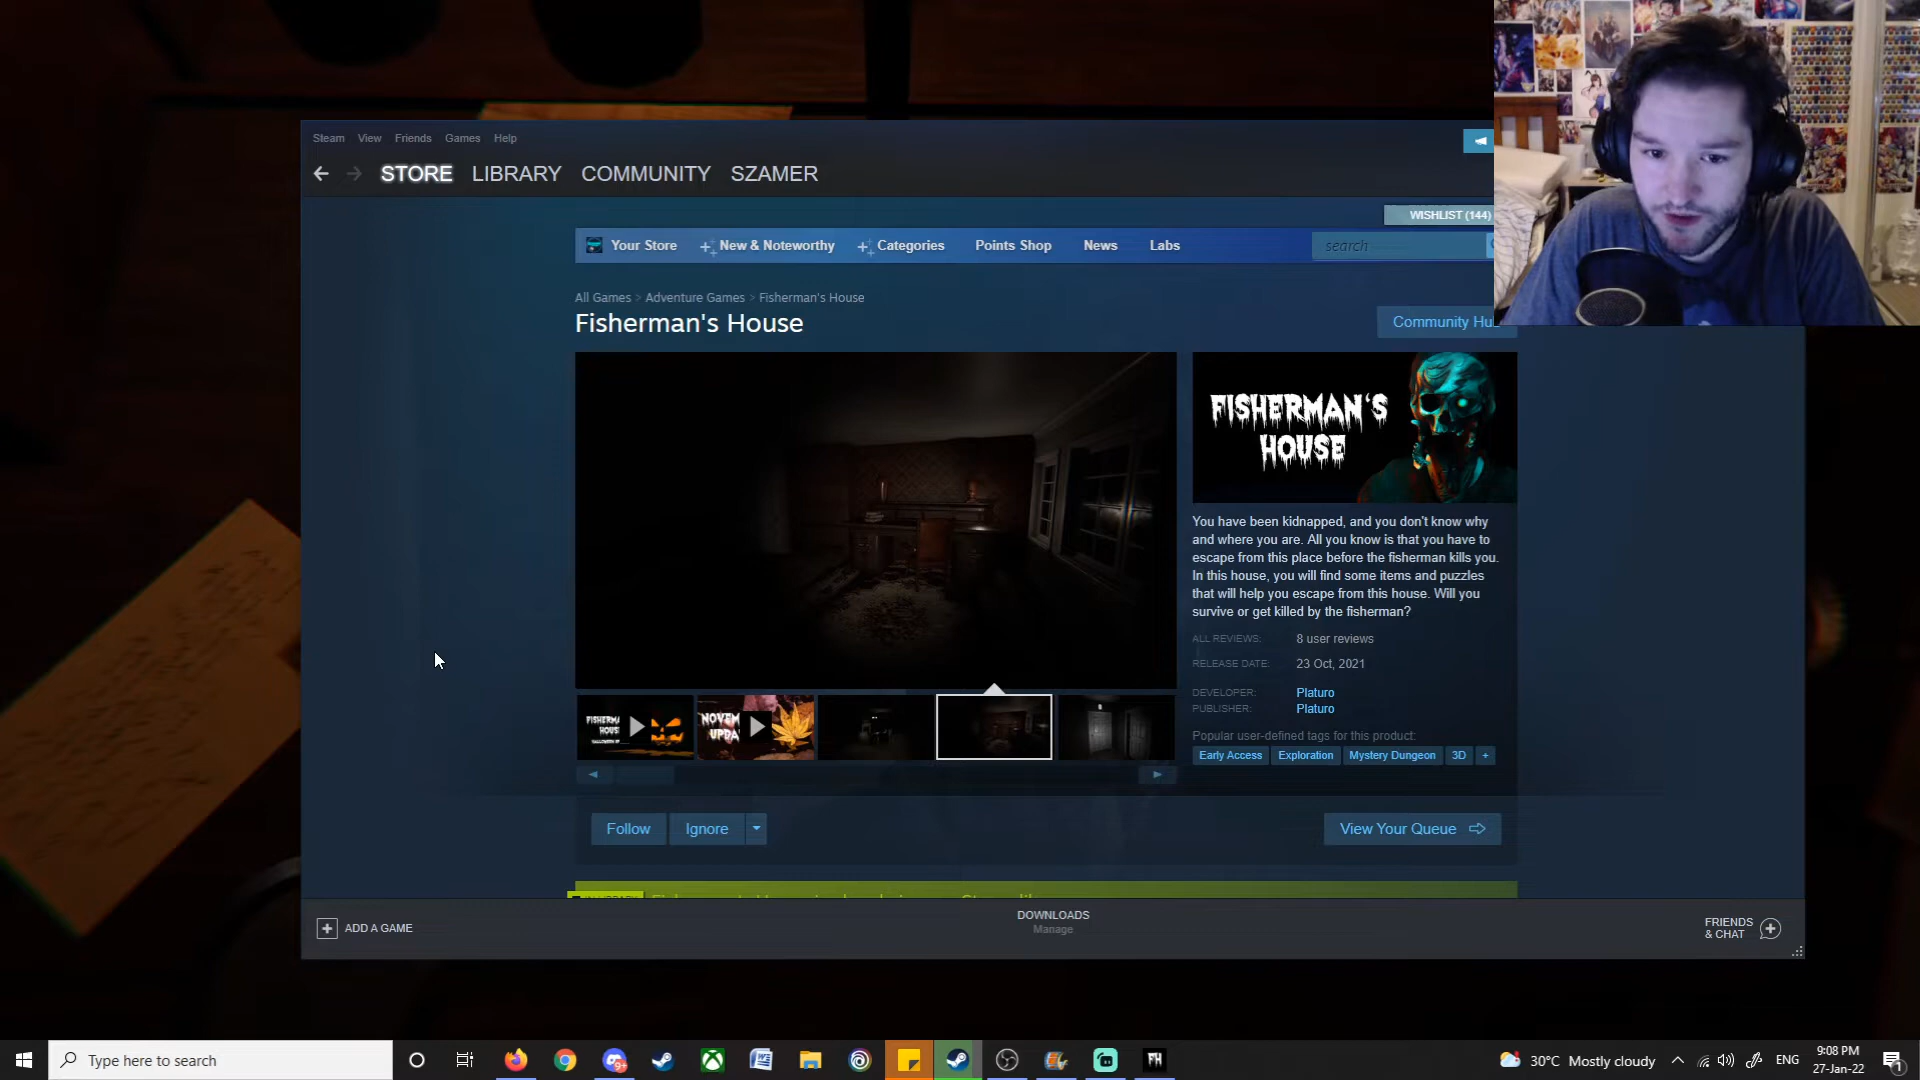 Steam View Friends Games Help
STORE LIBRARY COMMUNITY SZAMER
WISHLIST (144)
Your Store New & Noteworthy Categories Points Shop News Labs search
All Games > Adventure Games > Fisherman's House
Fisherman's House
Community Hu
FISHERMAN'S
HOUSE
You have been kidnapped, and you don't know why
and where you are. All you know is that you have to
escape from this place before the fisherman kills you.
In this house, you will find some items and puzzles
that will help you escape from this house. Will you
survive or get killed by the fisherman?
ALL REVIEWS: 8 user reviews
RELEASE DATE: 23 Oct, 2021
DEVELOPER: Platuro
PUBLISHER: Platuro
Popular user-defined tags for this product:
Early Access Exploration Mystery Dungeon 3D +
FISHERMA
HOUS
NOVEM
UPDA
Follow Ignore View Your Queue
ADD A GAME
DOWNLOADS
Manage
FRIENDS
& CHAT
Type here to search
FH
30°C Mostly cloudy
ENG
9:08 PM
27-Jan-22
1